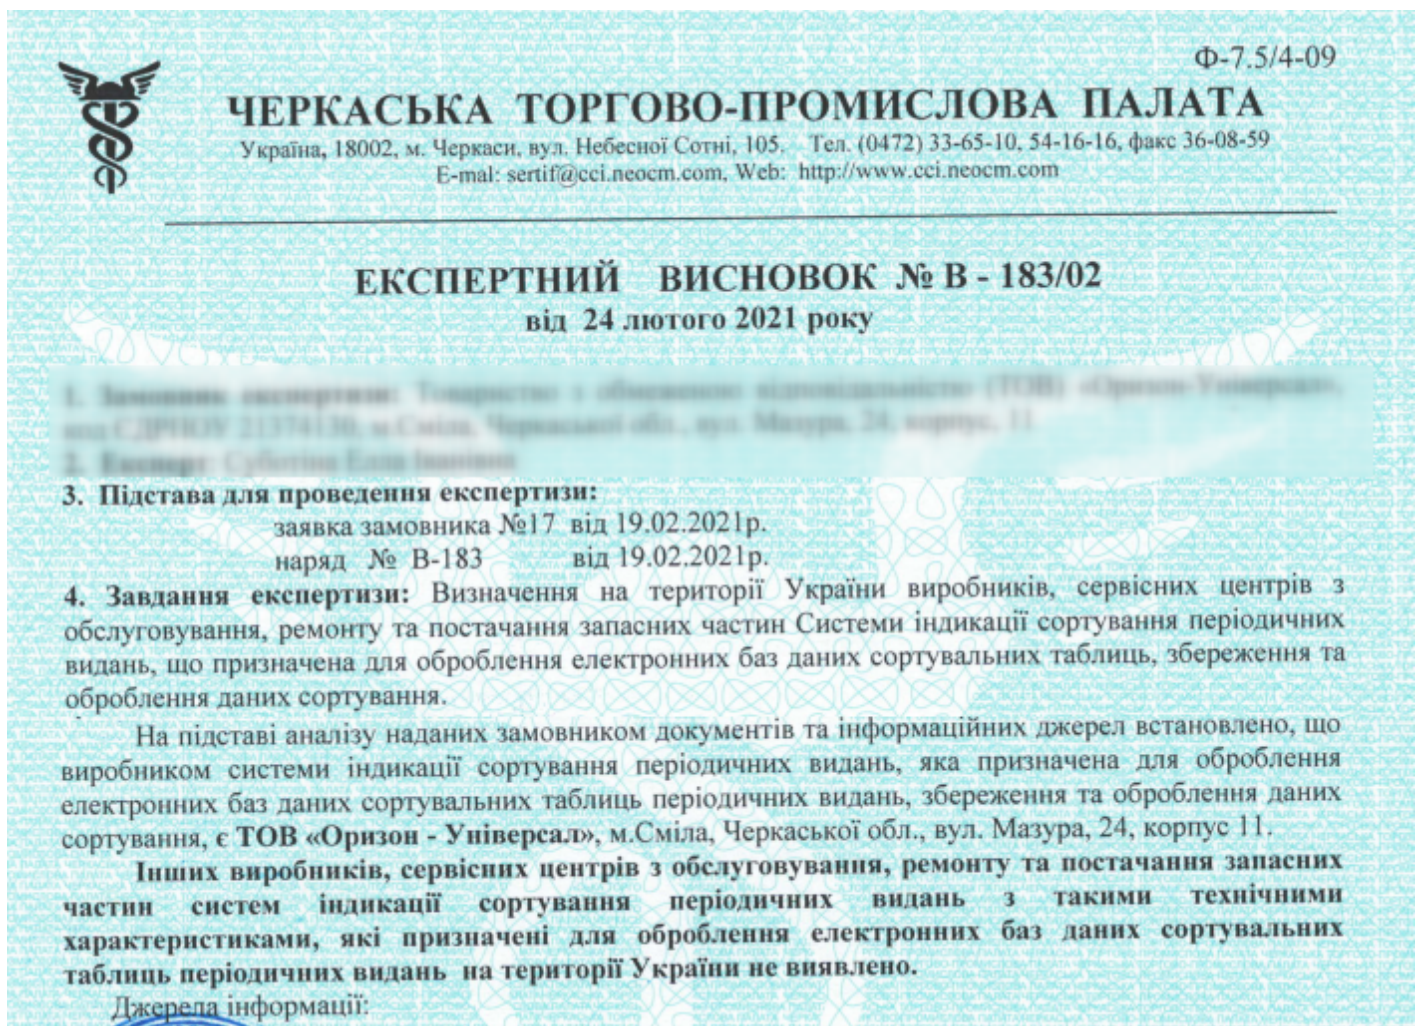 Ф-7.5/4-09
ЧЕРКАСЬКА ТОРГОВО-ПРОМИСЛОВА ПАЛАТА
Україна, 18002, м. Черкаси, вул. Небесної Сотні, 105. Тел. (0472) 33-65-10, 54-16-16, факс 36-08-59
E-mal: sertif@cci.neocm.com, Web: http://www.cci.neocm.com
ЕКСПЕРТНИЙ ВИСНОВОК № В - 183/02
від 24 лютого 2021 року
3. Підстава для проведення експертизи:
заявка замовника №17 від 19.02.2021р.
наряд № В-183 від 19.02.2021р.
4. Завдання експертизи: Визначення на території України виробників, сервісних центрів з
обслуговування, ремонту та постачання запасних частин Системи індикації сортування періодичних
видань, що призначена для оброблення електронних баз даних сортувальних таблиць, збереження та
оброблення даних сортування.
На підставі аналізу наданих замовником документів та інформаційних джерел встановлено, що
виробником системи індикації сортування періодичних видань, яка призначена для оброблення
електронних баз даних сортувальних таблиць періодичних видань, збереження та оброблення даних
сортування, є ТОВ «Оризон - Універсал», м.Сміла, Черкаської обл., вул. Мазура, 24, корпус 11.
Інших виробників, сервісних центрів з обслуговування, ремонту та постачання запасних
частин систем індикації сортування періодичних видань з такими технічними
характеристиками, які призначені для оброблення електронних баз даних сортувальних
таблиць періодичних видань на території України не виявлено.
Джерела інформації: